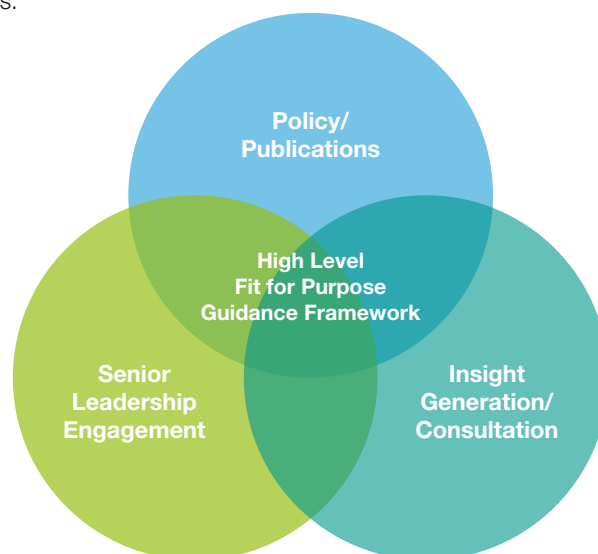 s.
Policy/
Publications
High Level
Fit for Purpose
Guidance Framework
Senior
Leadership
Engagement
Insight
Generation/
Consultation